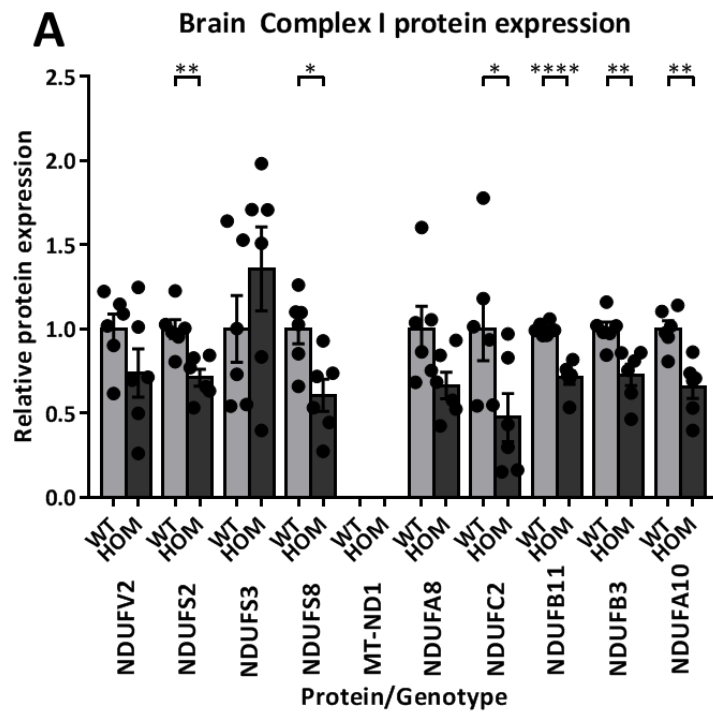 A Brain Complex I protein expression
** * * **** ** **
2.5
2.0
1.5
1.0
0.5
0.0
Relative protein expression
WT HOM WT HOM WT HOM WT HOM WT HOM WT HOM WT HOM WT HOM WT HOM WT HOM
NDUFV2 NDUFS2 NDUFS3 NDUFS8 MT-ND1 NDUFA8 NDUFC2 NDUFB11 NDUFB3 NDUFA10
Protein/Genotype